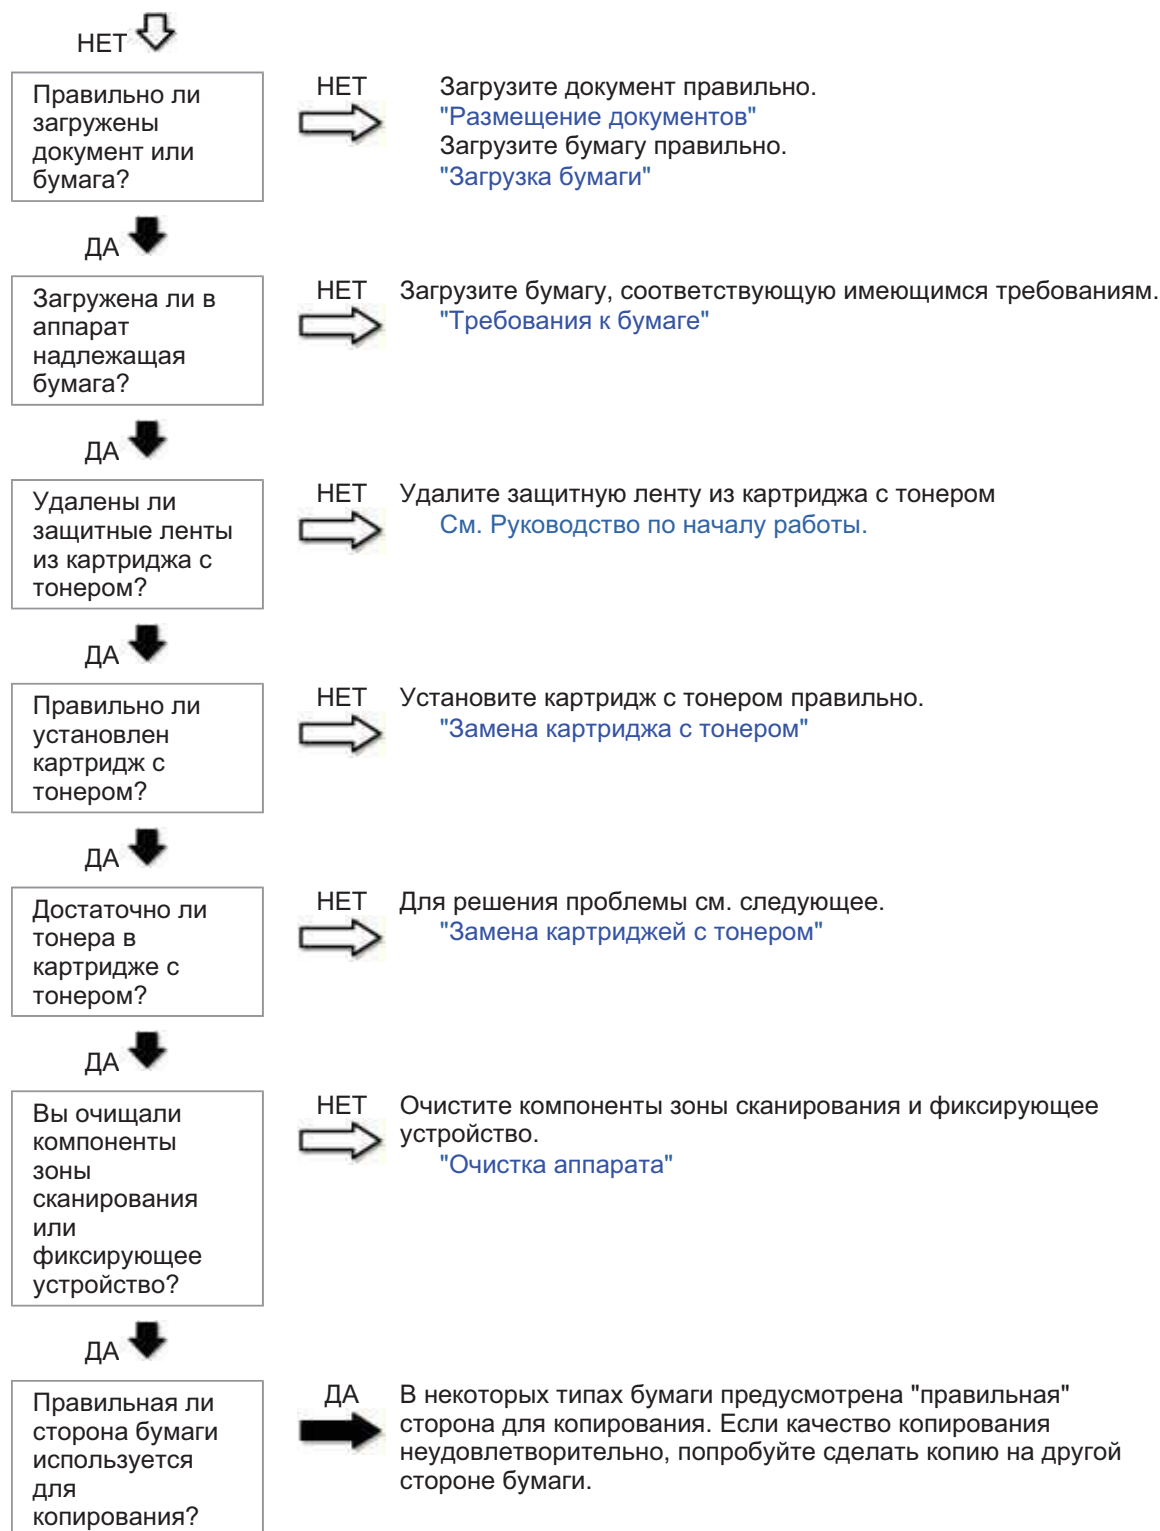 НЕТ
Правильно ли
загружены
документ или
бумага?
НЕТ
Загрузите документ правильно.
"Размещение документов"
Загрузите бумагу правильно.
"Загрузка бумаги"
ДА
Загружена ли в
аппарат
надлежащая
бумага?
НЕТ
Загрузите бумагу, соответствующую имеющимся требованиям.
"Требования к бумаге"
ДА
Удалены ли
защитные ленты
из картриджа с
тонером?
НЕТ
Удалите защитную ленту из картриджа с тонером
См. Руководство по началу работы.
ДА
Правильно ли
установлен
картридж с
тонером?
НЕТ
Установите картридж с тонером правильно.
"Замена картриджа с тонером"
ДА
Достаточно ли
тонера в
картридже с
тонером?
НЕТ
Для решения проблемы см. следующее.
"Замена картриджей с тонером"
ДА
Вы очищали
компоненты
зоны
сканирования
или
фиксирующее
устройство?
НЕТ
Очистите компоненты зоны сканирования и фиксирующее
устройство.
"Очистка аппарата"
ДА
Правильная ли
сторона бумаги
используется
для
копирования?
ДА
В некоторых типах бумаги предусмотрена "правильная"
сторона для копирования. Если качество копирования
неудовлетворительно, попробуйте сделать копию на другой
стороне бумаги.